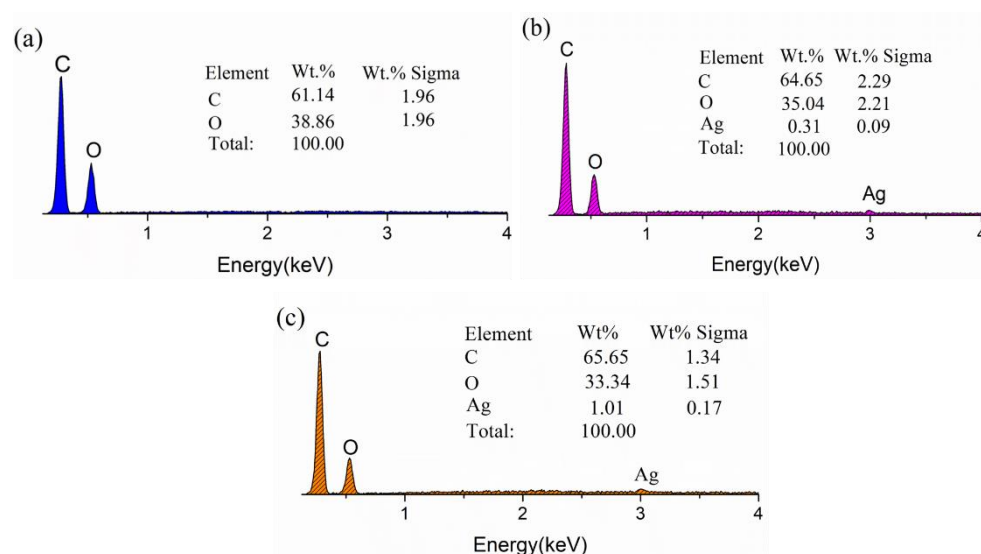 (a)
C
O
Element Wt.% Wt.% Sigma
C 61.14 1.96
O 38.86 1.96
Total: 100.00
1 2 3 4
Energy(keV)
(b)
C
O
Ag
Element Wt.% Wt.% Sigma
C 64.65 2.29
O 35.04 2.21
Ag 0.31 0.09
Total: 100.00
1 2 3 4
Energy(keV)
(c)
C
O
Ag
Element Wt% Wt% Sigma
C 65.65 1.34
O 33.34 1.51
Ag 1.01 0.17
Total: 100.00
1 2 3 4
Energy(keV)